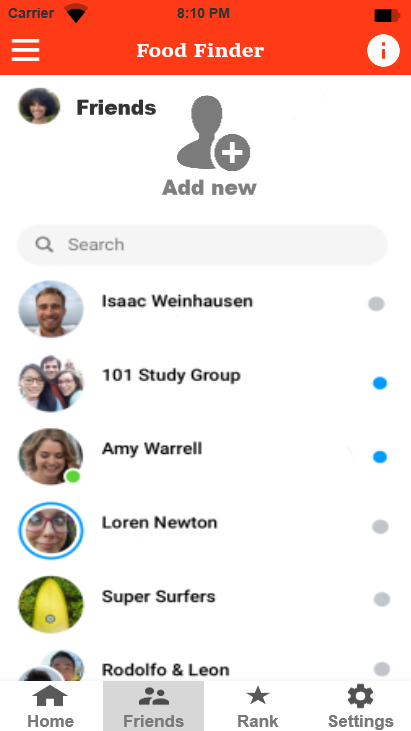 Carrier 8:10 PM
Food Finder
Friends
Add new
Search
Isaac Weinhausen
101 Study Group
Amy Warrell
Loren Newton
Super Surfers
Rodolfo & Leon
Home Friends Rank Settings